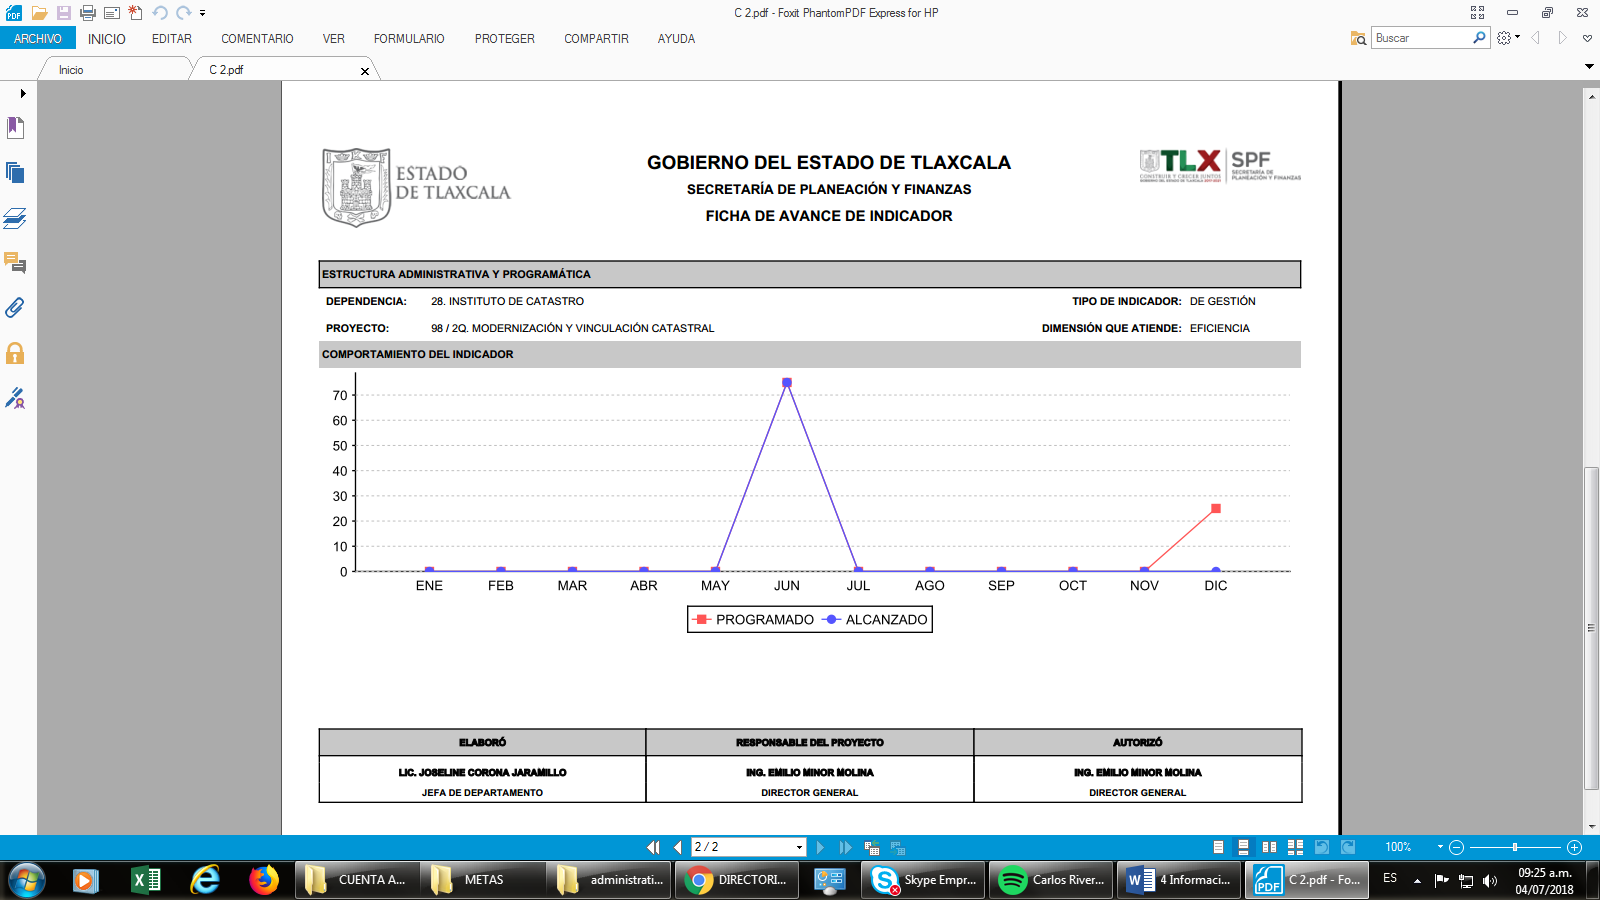 C 2.pdf - Foxit PhantomPDF Express for HP
ARCHIVO INICIO EDITAR COMENTARIO VER FORMULARIO PROTEGER COMPARTIR AYUDA Buscar
Inicio C 2.pdf
ESTADO
DE TLAXCALA
GOBIERNO DEL ESTADO DE TLAXCALA
SECRETARÍA DE PLANEACIÓN Y FINANZAS
FICHA DE AVANCE DE INDICADOR
TLX SPF
CONSTRUIR Y CRECER JUNTOS
SECRETARÍA DE
PLANEACIÓN Y FINANZAS
ESTRUCTURA ADMINISTRATIVA Y PROGRAMÁTICA
DEPENDENCIA: 28. INSTITUTO DE CATASTRO TIPO DE INDICADOR: DE GESTIÓN
PROYECTO: 98 / 2Q. MODERNIZACIÓN Y VINCULACIÓN CATASTRAL DIMENSIÓN QUE ATIENDE: EFICIENCIA
COMPORTAMIENTO DEL INDICADOR
70
60
50
40
30
20
10
0
ENE FEB MAR ABR MAY JUN JUL AGO SEP OCT NOV DIC
PROGRAMADO ALCANZADO
ELABORÓ RESPONSABLE DEL PROYECTO AUTORIZÓ
LIC. JOSELINE CORONA JARAMILLO ING. EMILIO MINOR MOLINA ING. EMILIO MINOR MOLINA
JEFA DE DEPARTAMENTO DIRECTOR GENERAL DIRECTOR GENERAL
2 / 2 100%
CUENTA A... METAS administrati... DIRECTORI... Skype Empr... Carlos River... 4 Informaci... C 2.pdf - Fo... ES 09:25 a.m.
04/07/2018